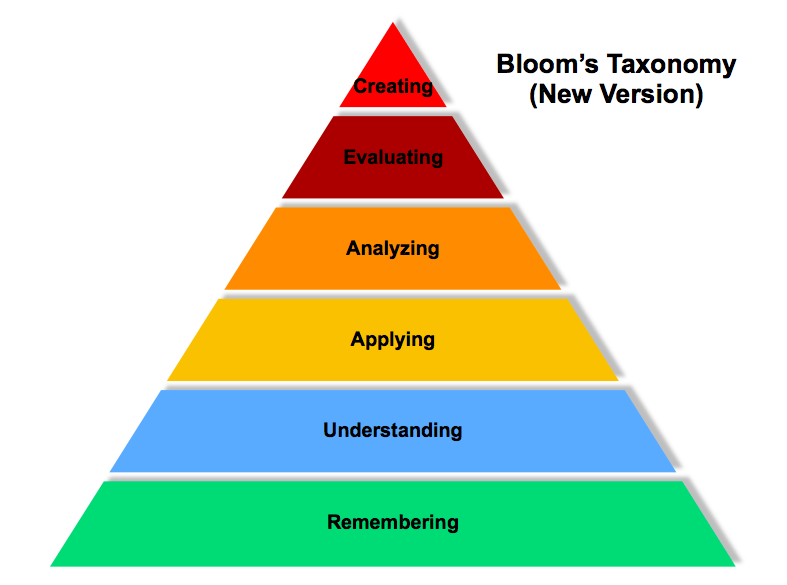 Bloom’s Taxonomy
(New Version)
Creating
Evaluating
Analyzing
Applying
Understanding
Remembering